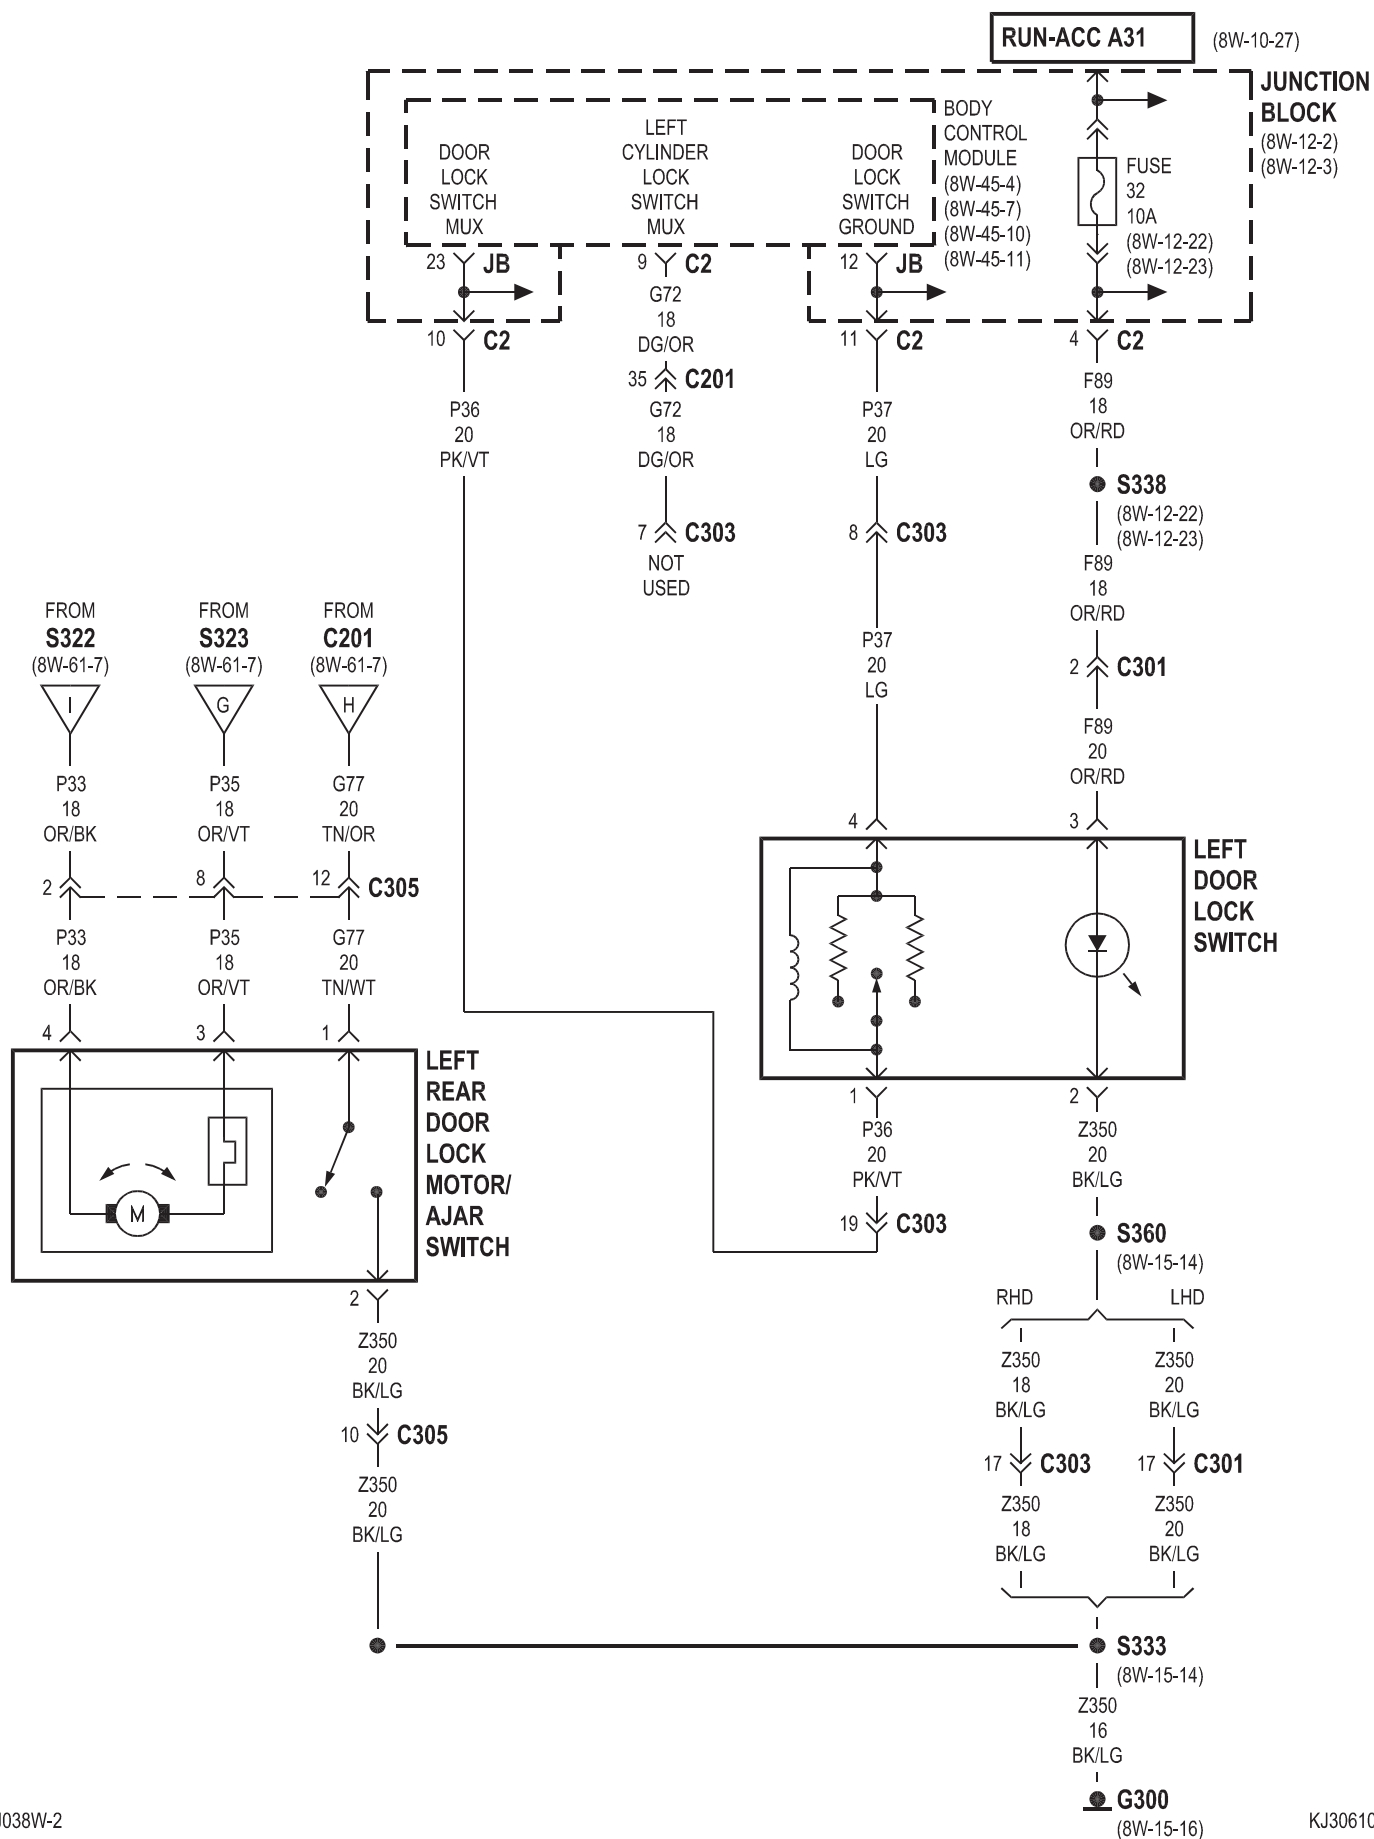 RUN-ACC A31
(8W-10-27)
JUNCTION
BLOCK
(8W-12-2)
(8W-12-3)
BODY
CONTROL
MODULE
(8W-45-4)
(8W-45-7)
(8W-45-10)
(8W-45-11)
DOOR
LOCK
SWITCH
MUX
LEFT
CYLINDER
LOCK
SWITCH
MUX
DOOR
LOCK
SWITCH
GROUND
FUSE
32
10A
(8W-12-22)
(8W-12-23)
23 JB
9 C2
12 JB
10 C2
11 C2
4 C2
G72
18
DG/OR
35 C201
G72
18
DG/OR
7 C303
NOT
USED
P36
20
PK/VT
P37
20
LG
8 C303
P37
20
LG
4
F89
18
OR/RD
S338
(8W-12-22)
(8W-12-23)
F89
18
OR/RD
2 C301
F89
20
OR/RD
3
LEFT
DOOR
LOCK
SWITCH
FROM
S322
(8W-61-7)
I
FROM
S323
(8W-61-7)
G
FROM
C201
(8W-61-7)
H
P33
18
OR/BK
P35
18
OR/VT
G77
20
TN/OR
2 8 12 C305
P33
18
OR/BK
P35
18
OR/VT
G77
20
TN/WT
4 3 1
LEFT
REAR
DOOR
LOCK
MOTOR/
AJAR
SWITCH
M
2
Z350
20
BK/LG
10 C305
Z350
20
BK/LG
1
P36
20
PK/VT
19 C303
2
Z350
20
BK/LG
S360
(8W-15-14)
RHD LHD
Z350
18
BK/LG
17 C303
Z350
18
BK/LG
Z350
20
BK/LG
17 C301
Z350
20
BK/LG
S333
(8W-15-14)
Z350
16
BK/LG
G300
(8W-15-16)
J038W-2
KJ30610